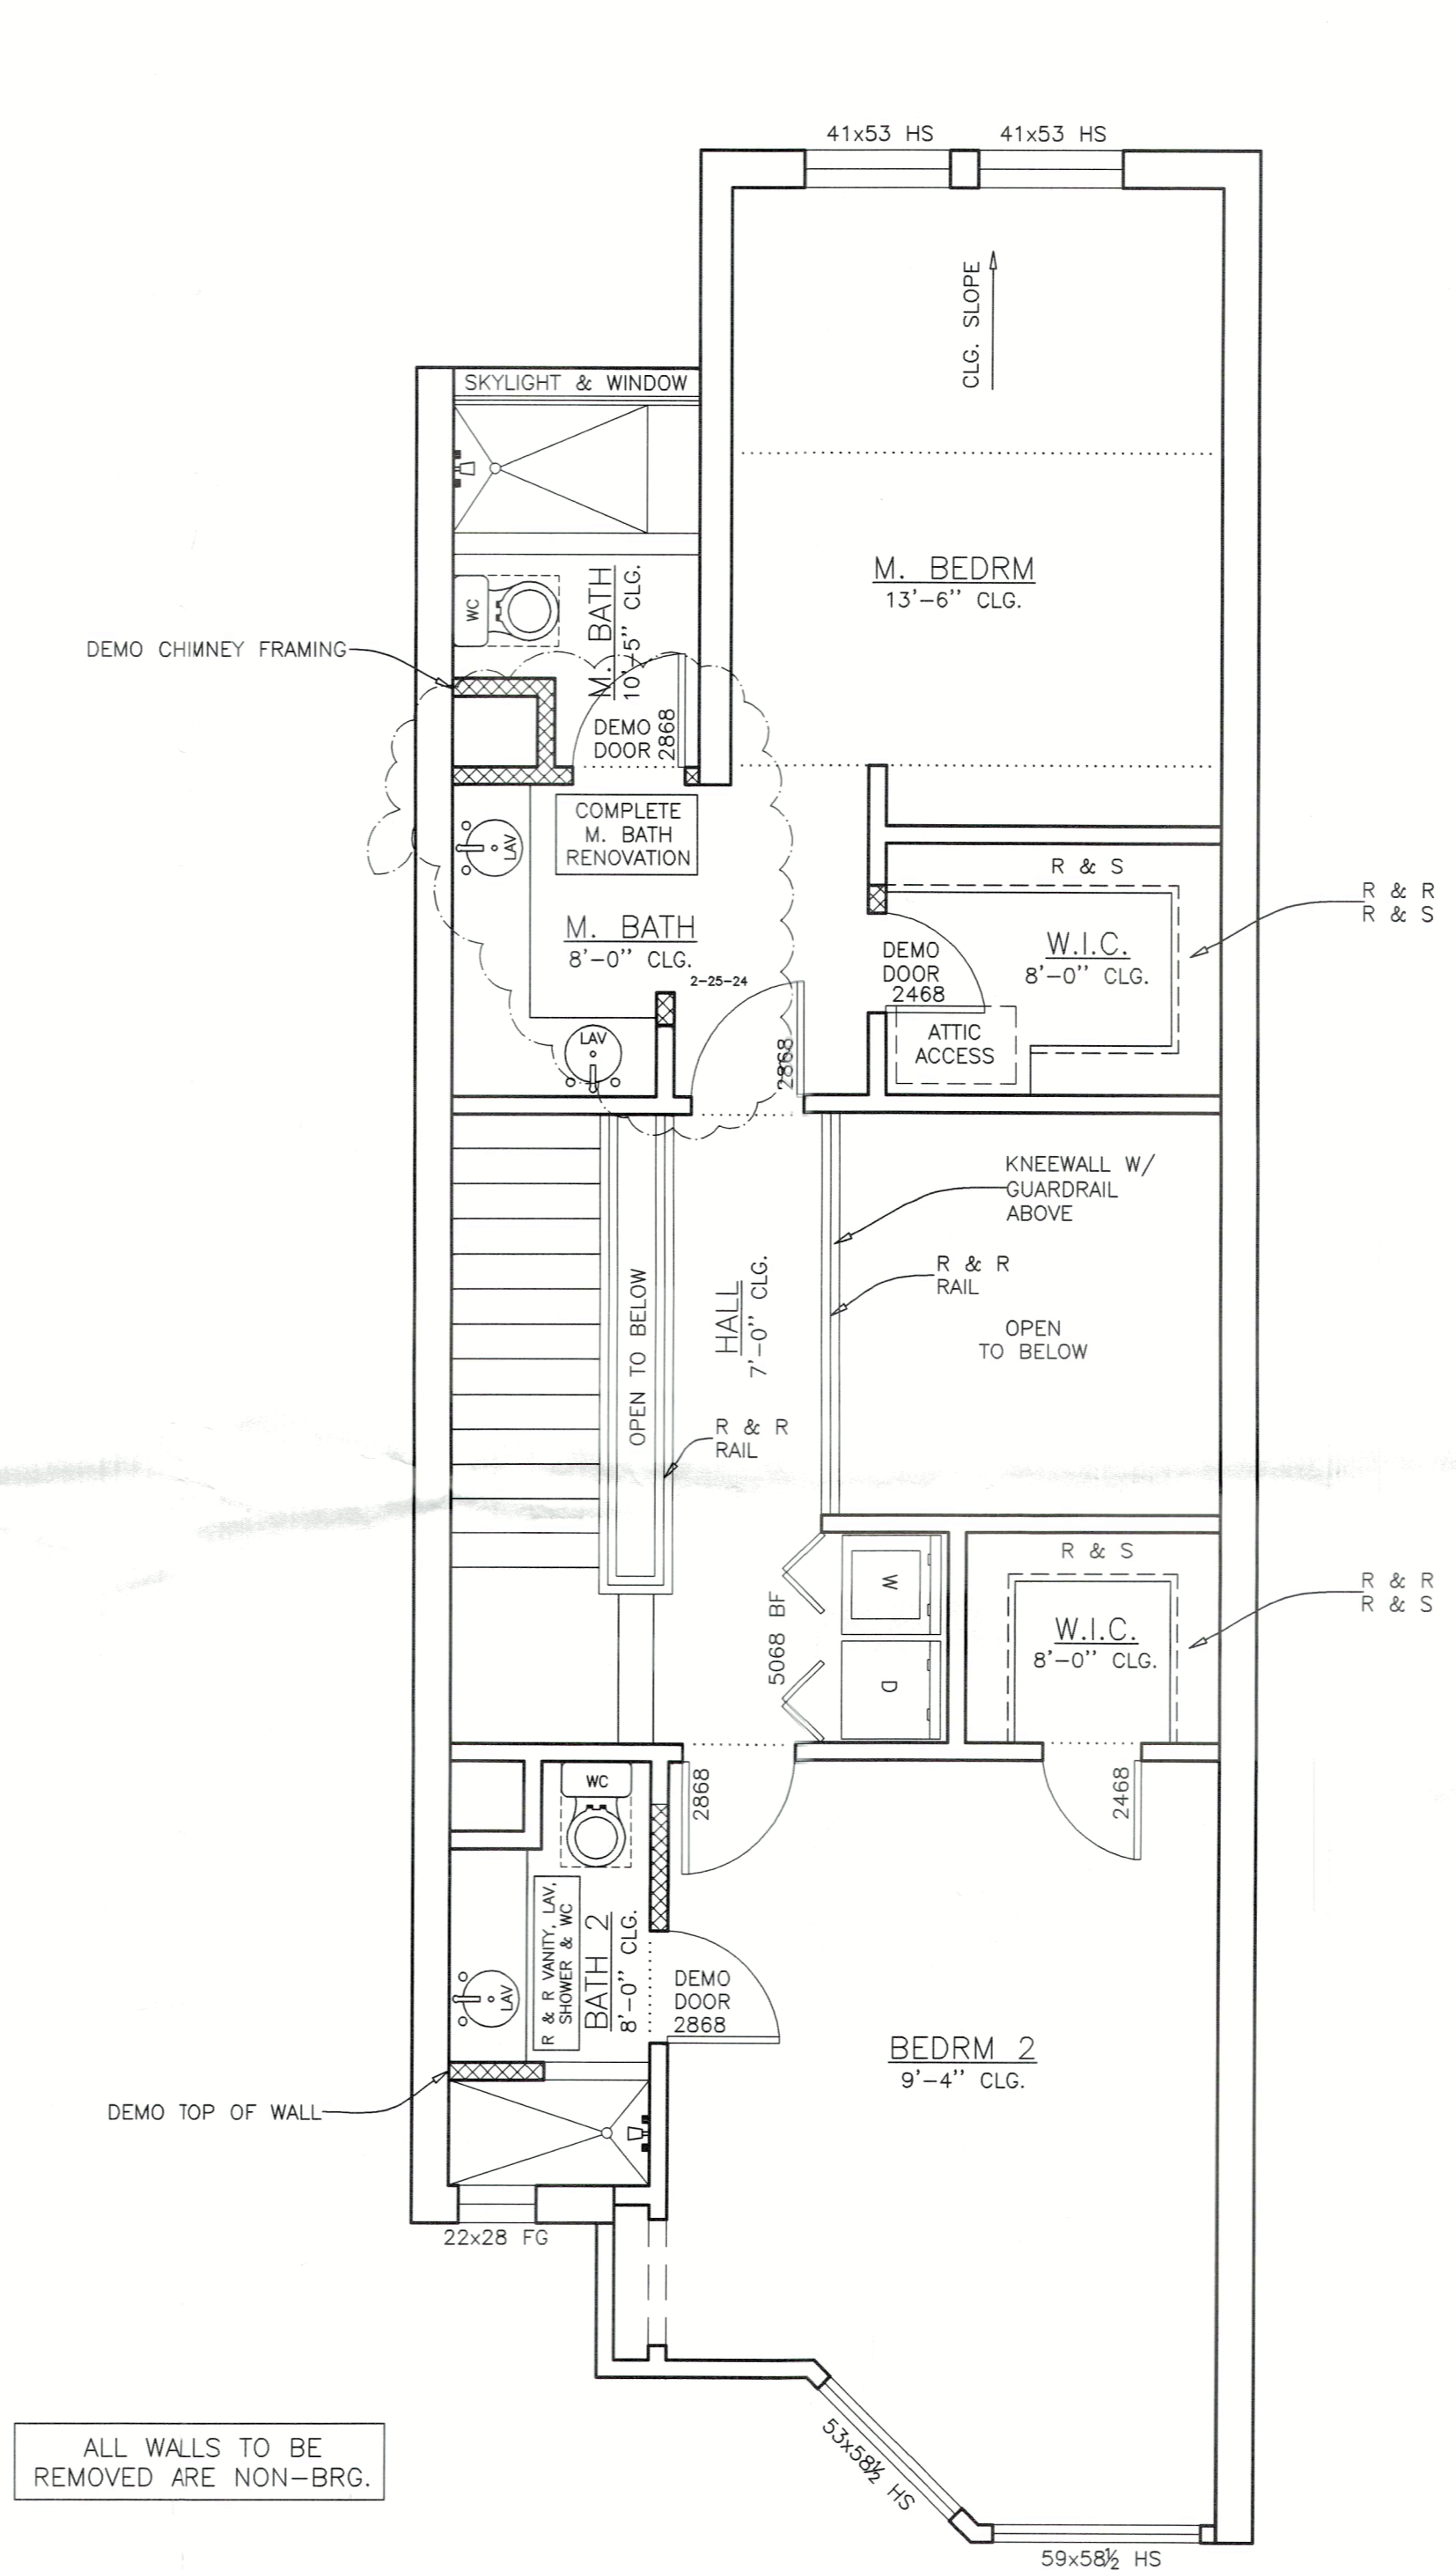 41x53 HS
41x53 HS
CLG. SLOPE
SKYLIGHT & WINDOW
M. BEDRM
13'-6" CLG.
WC
M. BATH
10'-5" CLG.
DEMO CHIMNEY FRAMING
DEMO
DOOR
2868
COMPLETE
M. BATH
RENOVATION
LAV
M. BATH
8'-0" CLG.
2-25-24
LAV
2868
R & S
W.I.C.
8'-0" CLG.
R & R
R & S
DEMO
DOOR
2468
ATTIC
ACCESS
KNEEWALL W/
GUARDRAIL
ABOVE
R & R
RAIL
OPEN
TO BELOW
OPEN TO BELOW
HALL
7'-0" CLG.
R & R
RAIL
W
D
5068 BF
R & S
W.I.C.
8'-0" CLG.
R & R
R & S
2868
2468
WC
R & R VANITY, LAV,
SHOWER & WC
BATH 2
8'-0" CLG.
LAV
DEMO
DOOR
2868
BEDRM 2
9'-4" CLG.
DEMO TOP OF WALL
22x28 FG
53x58½ HS
59x58½ HS
ALL WALLS TO BE
REMOVED ARE NON-BRG.